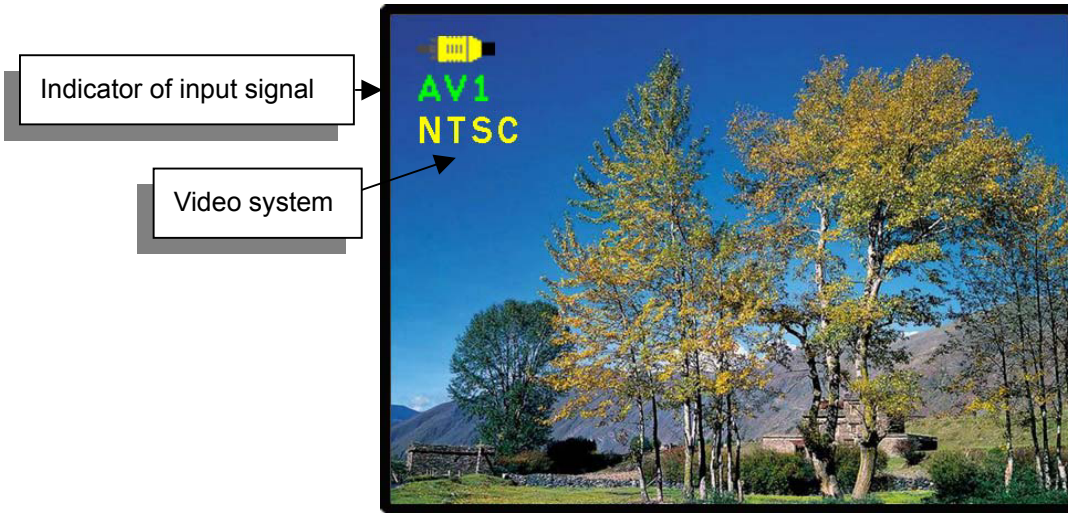 Indicator of input signal
AV1
NTSC
Video system